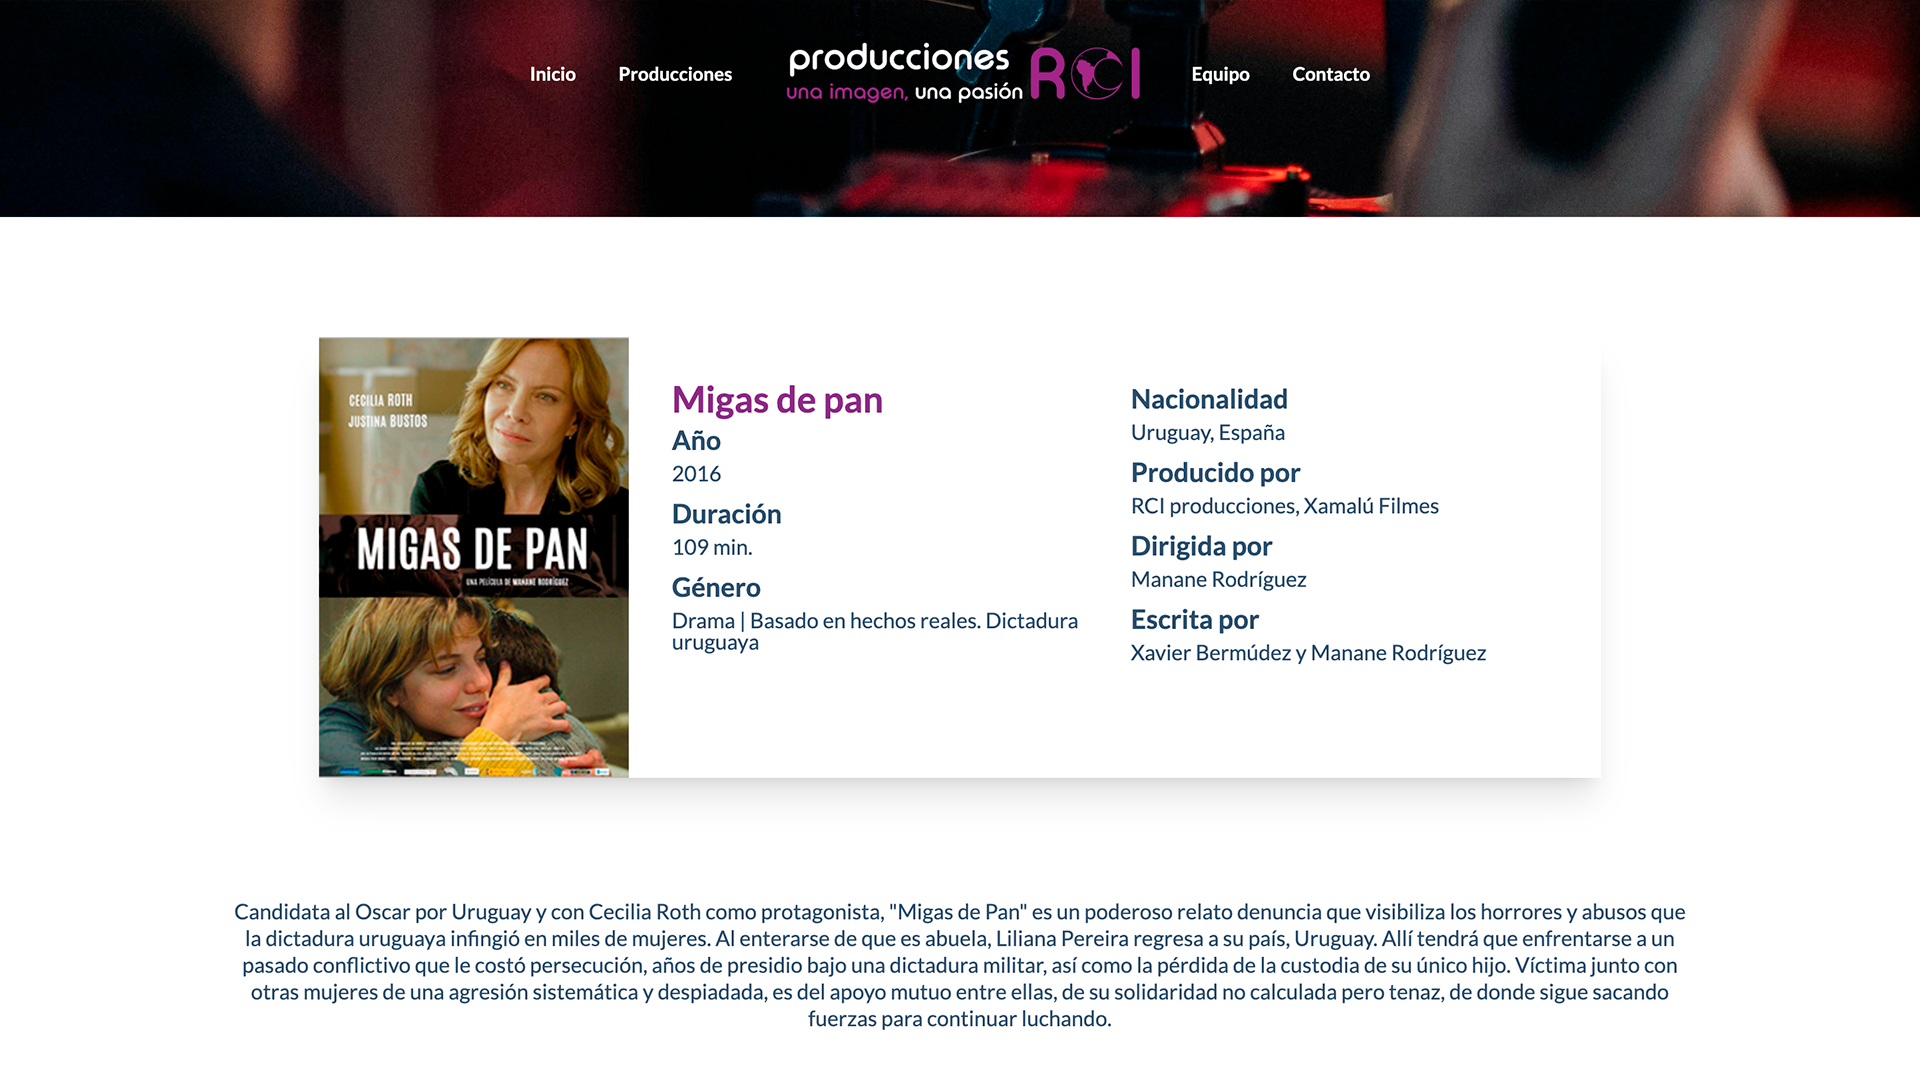 Inicio
Producciones
producciones RCI
una imagen, una pasión
Equipo
Contacto
CECILIA ROTH
JUSTINA BUSTOS
MIGAS DE PAN
UNA PELÍCULA DE MANANE RODRÍGUEZ
Migas de pan
Año
2016
Duración
109 min.
Género
Drama | Basado en hechos reales. Dictadura
uruguaya
Nacionalidad
Uruguay, España
Producido por
RCI producciones, Xamalú Filmes
Dirigida por
Manane Rodríguez
Escrita por
Xavier Bermúdez y Manane Rodríguez
Candidata al Oscar por Uruguay y con Cecilia Roth como protagonista, "Migas de Pan" es un poderoso relato denuncia que visibiliza los horrores y abusos que
la dictadura uruguaya infingió en miles de mujeres. Al enterarse de que es abuela, Liliana Pereira regresa a su país, Uruguay. Allí tendrá que enfrentarse a un
pasado conflictivo que le costó persecución, años de presidio bajo una dictadura militar, así como la pérdida de la custodia de su único hijo. Víctima junto con
otras mujeres de una agresión sistemática y despiadada, es del apoyo mutuo entre ellas, de su solidaridad no calculada pero tenaz, de donde sigue sacando
fuerzas para continuar luchando.